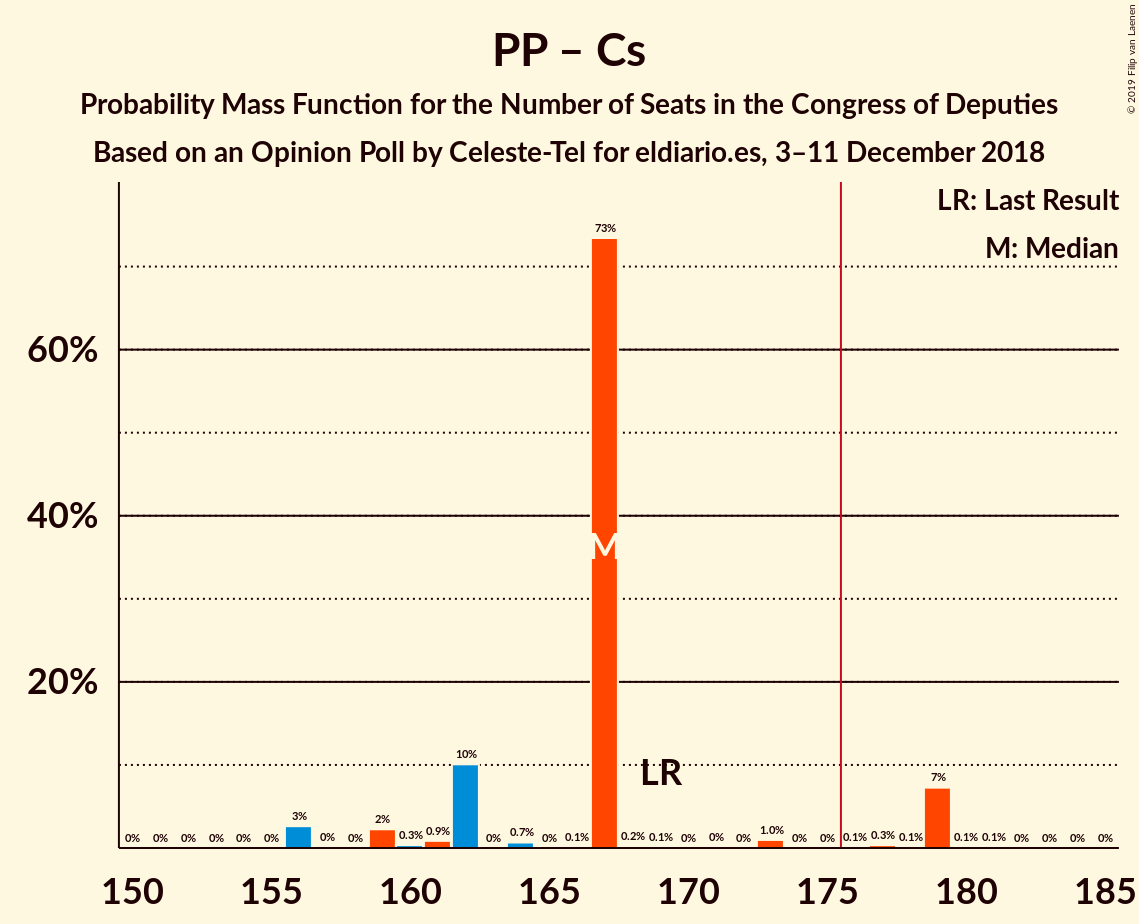 PP – Cs
Probability Mass Function for the Number of Seats in the Congress of Deputies
Based on an Opinion Poll by Celeste-Tel for eldiario.es, 3–11 December 2018
© 2019 Filip van Laenen
LR: Last Result
M: Median
60%
40%
20%
0% 0% 0% 0% 0% 0% 3% 0% 0% 2% 0.3% 0.9% 10% 0% 0.7% 0% 0.1% 73% 0.2% 0.1% 0% 0% 0% 1.0% 0% 0% 0.1% 0.3% 0.1% 7% 0.1% 0.1% 0% 0% 0% 0%
M
LR
150 155 160 165 170 175 180 185